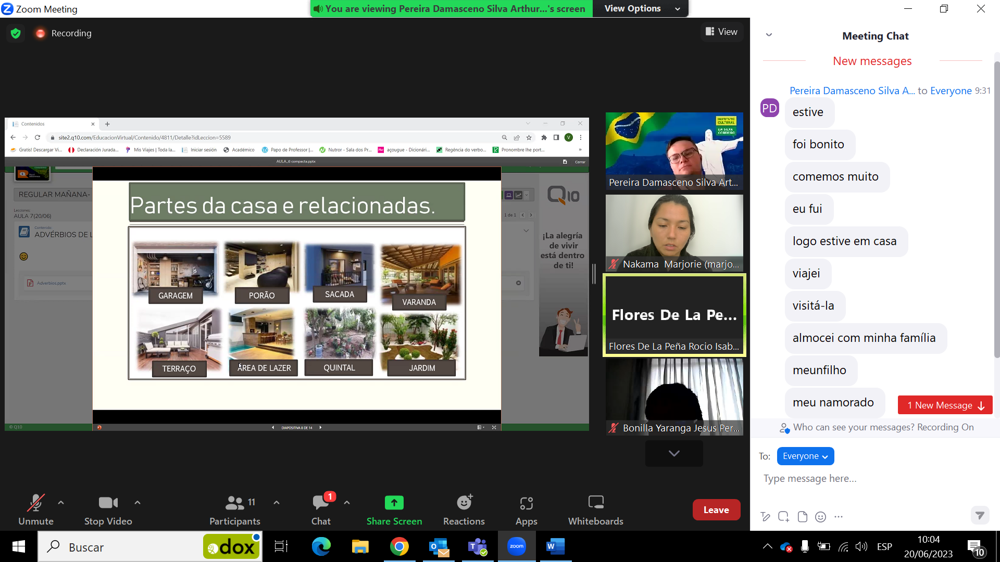 Zoom Meeting
You are viewing Pereira Damasceno Silva Arthur...'s screen
View Options
Recording
View
Contenidos
site2.q10.com/EducacionVirtual/Contenido/4811/Detalle?idLeccion=5589
Gratis! Descargar Vi...
Declaración Jurada...
Mis Viajes | Toda la...
Iniciar sesión
Académico
Papo de Professor |...
Nutror - Sala dos Pr...
açougue - Dicionári...
Regência do verbo...
Pronombre lhe port...
AULA_6 compacta.pptx
Cerrar
REGULAR MAÑANA-
Lecciones:
AULA 7(20/06)
Contenido:
ADVÉRBIOS DE L
Adverbios.pptx
Partes da casa e relacionadas.
GARAGEM
PORÃO
SACADA
VARANDA
TERRAÇO
ÁREA DE LAZER
QUINTAL
JARDIM
Q10
1 de 1
¡La alegría
de vivir
está dentro
de ti!
© Q10
DIAPOSITIVA 8 DE 14
INSTITUTO
CULTURAL
DA SILVA
CORDEIRO
Pereira Damasceno Silva Art...
Nakama Marjorie (marjo...
Flores De La Pe...
Flores De La Peña Rocio Isab...
Bonilla Yaranga Jesus Per...
Meeting Chat
New messages
Pereira Damasceno Silva A... to Everyone 9:31
PD
estive
foi bonito
comemos muito
eu fui
logo estive em casa
viajei
visitá-la
almocei com minha família
meunfilho
meu namorado
1 New Message
Who can see your messages? Recording On
To: Everyone
Type message here...
Unmute
Stop Video
11
Participants
1
Chat
Share Screen
Reactions
Apps
Whiteboards
Leave
Buscar
dox
zoom
ESP
10:04
20/06/2023
10